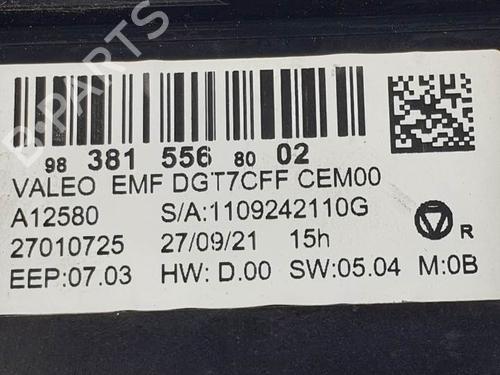 98 381 556 80 02
VALEO EMF DGT7CFF CEM00
A12580 S/A:1109242110G
27010725 27/09/21 15h
R
EEP:07.03 HW: D.00 SW:05.04 M:0B
B-PARTS